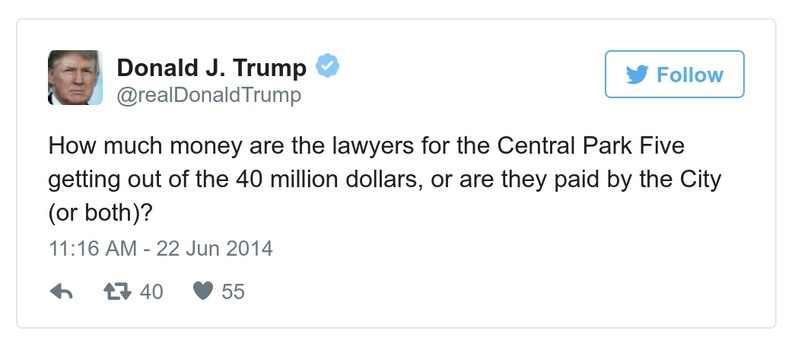 Donald J. Trump
@realDonaldTrump
Follow
How much money are the lawyers for the Central Park Five
getting out of the 40 million dollars, or are they paid by the City
(or both)?
11:16 AM - 22 Jun 2014
40 55